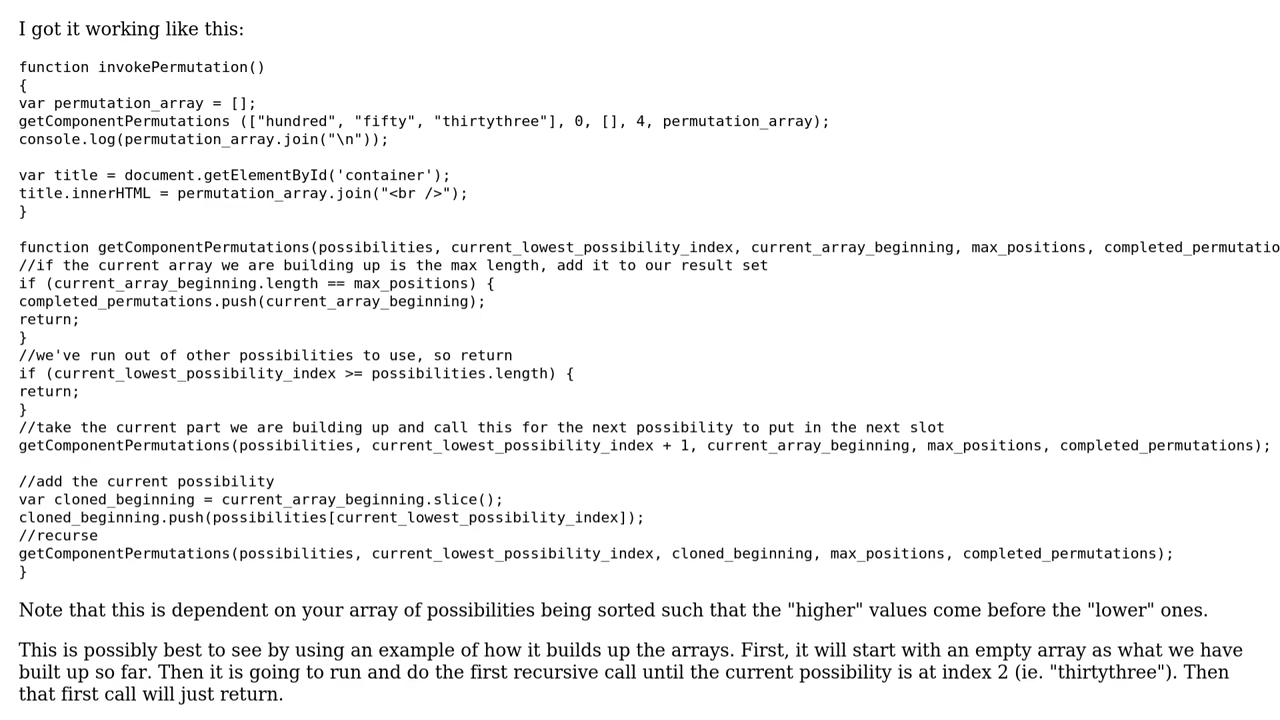 I got it working like this:
function invokePermutation()
{
var permutation_array = [];
getComponentPermutations (["hundred", "fifty", "thirtythree"], 0, [], 4, permutation_array);
console.log(permutation_array.join("\n"));
var title = document.getElementById('container');
title.innerHTML = permutation_array.join("<br />");
}
function getComponentPermutations(possibilities, current_lowest_possibility_index, current_array_beginning, max_positions, completed_permutatio
//if the current array we are building up is the max length, add it to our result set
if (current_array_beginning.length == max_positions) {
completed_permutations.push(current_array_beginning);
return;
}
//we've run out of other possibilities to use, so return
if (current_lowest_possibility_index >= possibilities.length) {
return;
}
//take the current part we are building up and call this for the next possibility to put in the next slot
getComponentPermutations(possibilities, current_lowest_possibility_index + 1, current_array_beginning, max_positions, completed_permutations);
//add the current possibility
var cloned_beginning = current_array_beginning.slice();
cloned_beginning.push(possibilities[current_lowest_possibility_index]);
//recurse
getComponentPermutations(possibilities, current_lowest_possibility_index, cloned_beginning, max_positions, completed_permutations);
}
Note that this is dependent on your array of possibilities being sorted such that the "higher" values come before the "lower" ones.
This is possibly best to see by using an example of how it builds up the arrays. First, it will start with an empty array as what we have
built up so far. Then it is going to run and do the first recursive call until the current possibility is at index 2 (ie. "thirtythree"). Then
that first call will just return.